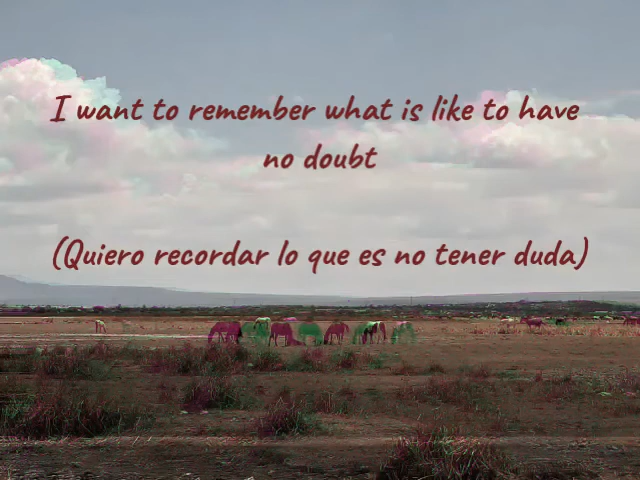 I want to remember what is like to have
no doubt
(Quiero recordar lo que es no tener duda)